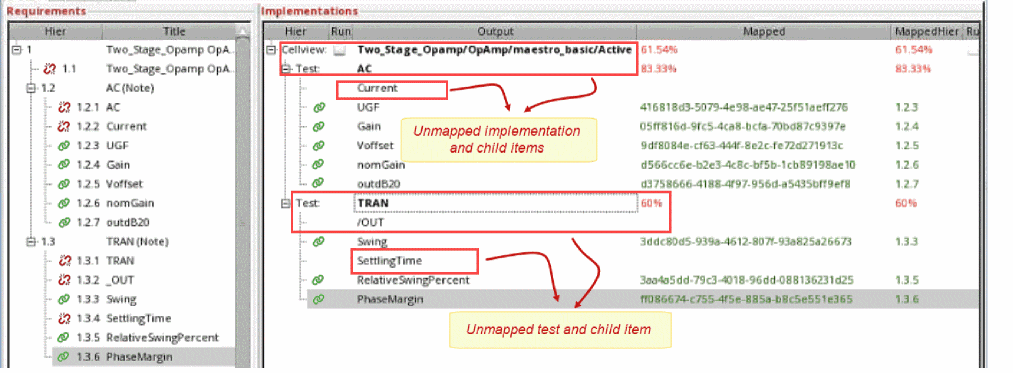 Requirements
Hier Title
1 Two_Stage_Opamp OpA..
1.1 Two_Stage_Opamp OpA..
1.2 AC(Note)
1.2.1 AC
1.2.2 Current
1.2.3 UGF
1.2.4 Gain
1.2.5 Voffset
1.2.6 nomGain
1.2.7 outdB20
1.3 TRAN(Note)
1.3.1 TRAN
1.3.2 _OUT
1.3.3 Swing
1.3.4 SettlingTime
1.3.5 RelativeSwingPercent
1.3.6 PhaseMargin
Implementations
Hier Run Output Mapped MappedHier Ru
Cellview: Two_Stage_Opamp/OpAmp/maestro_basic/Active 61.54% 61.54%
Test: AC 83.33% 83.33%
Current
UGF 416818d3-5079-4e98-ae47-25f51aeff276 1.2.3
Gain 05ff816d-9fc5-4ca8-bcfa-70bd87c9397e 1.2.4
Voffset 9df8084e-cf63-444f-8e2c-fe72d271913c 1.2.5
nomGain d566cc6e-b2e3-4c8c-bf5b-1cb89198ae10 1.2.6
outdB20 d3758666-4188-4f97-956d-a5435bff9ef8 1.2.7
Unmapped implementation
and child items
Test: TRAN 60% 60%
/OUT
Swing 3ddc80d5-939a-4612-807f-93a825a26673 1.3.3
SettlingTime
RelativeSwingPercent 3aa4a5dd-79c3-4018-96dd-088136231d25 1.3.5
PhaseMargin ff086674-c755-4f5e-885a-b8c5e551e365 1.3.6
Unmapped test and child item